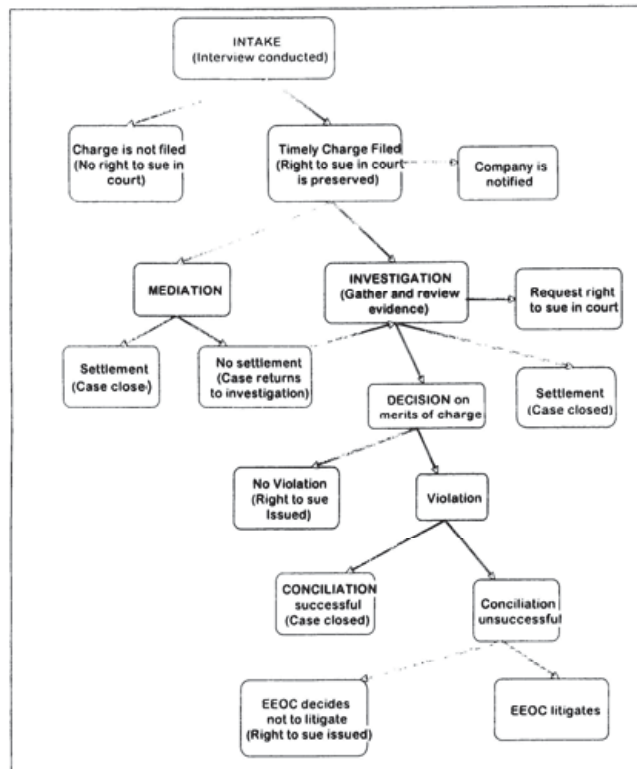 INTAKE
(Interview conducted)
Charge is not filed
(No right to sue in
court)
Timely Charge Filed
(Right to sue in court
is preserved)
Company is
notified
MEDIATION
INVESTIGATION
(Gather and review
evidence)
Request right
to sue in court
Settlement
(Case close-)
No settlement
(Case returns
to investigation)
DECISION on
merits of charge
Settlement
(Case closed)
No Violation
(Right to sue
Issued)
Violation
CONCILIATION
successful
(Case closed)
Conciliation
unsuccessful
EEOC decides
not to litigate
(Right to sue issued)
EEOC litigates